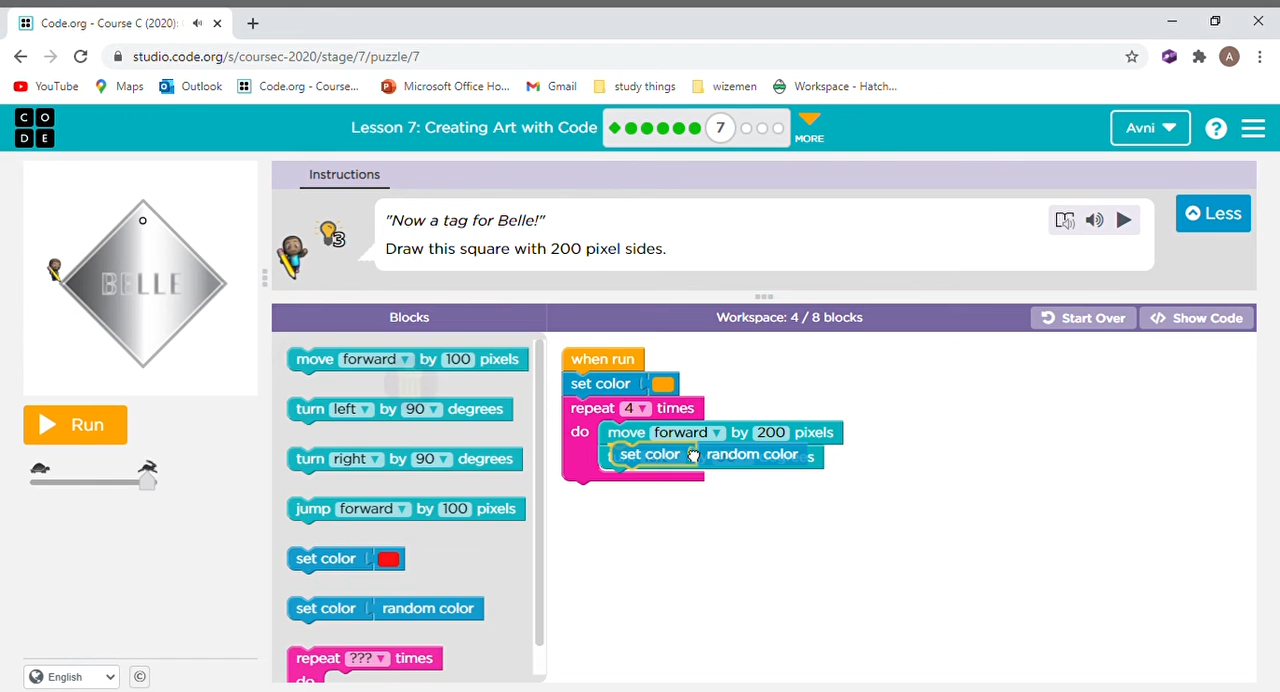 Code.org - Course C (2020):
studio.code.org/s/coursec-2020/stage/7/puzzle/7
A
YouTube Maps Outlook Code.org - Course... Microsoft Office Ho... Gmail study things wizemen Workspace - Hatch...
C O
D E
Lesson 7: Creating Art with Code
7
MORE
Avni
?
Instructions
3
"Now a tag for Belle!"
Draw this square with 200 pixel sides.
Less
BELLE
Blocks
Workspace: 4 / 8 blocks
Start Over
Show Code
Run
move forward by 100 pixels
turn left by 90 degrees
turn right by 90 degrees
jump forward by 100 pixels
set color
set color random color
repeat ??? times
do
when run
set color
repeat 4 times
do move forward by 200 pixels
set color random color
English
©